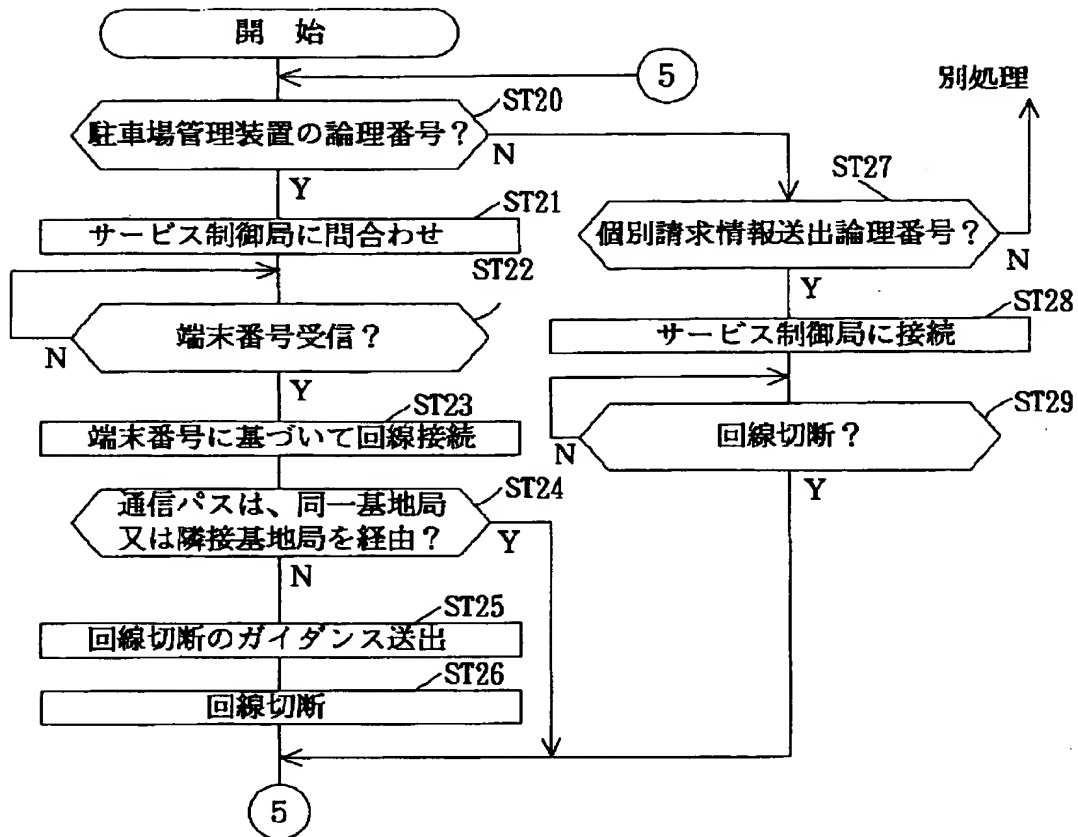 開 始
5
別処理
ST20
駐車場管理装置の論理番号?
N
Y
ST27
ST21
サービス制御局に問合わせ
個別請求情報送出論理番号?
N
ST22
Y
端末番号受信?
N
ST28
サービス制御局に接続
Y
ST23
端末番号に基づいて回線接続
ST29
回線切断?
N
ST24
通信パスは、同一基地局
又は隣接基地局を経由?
Y
Y
N
ST25
回線切断のガイダンス送出
ST26
回線切断
5